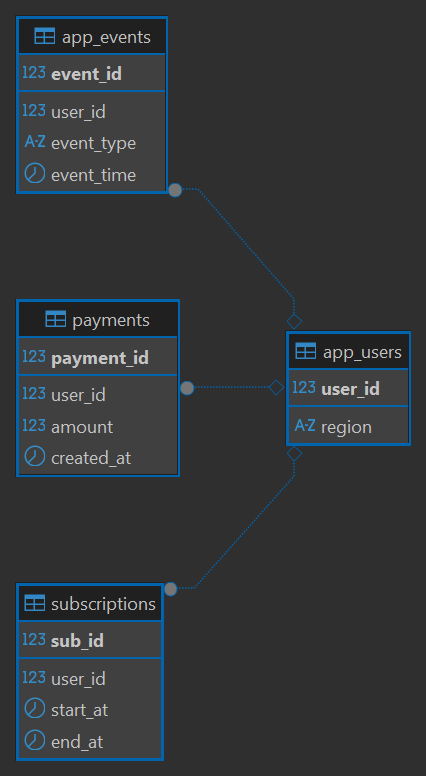 app_events
123 event_id
123 user_id
A-Z event_type
event_time
payments
123 payment_id
123 user_id
123 amount
created_at
app_users
123 user_id
A-Z region
subscriptions
123 sub_id
123 user_id
start_at
end_at